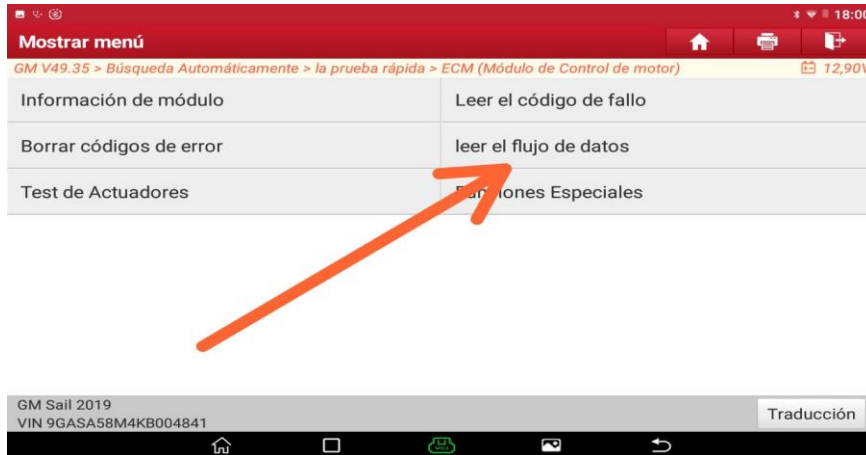 18:00
Mostrar menú
GM V49.35 > Búsqueda Automáticamente > la prueba rápida > ECM (Módulo de Control de motor)
12,90V
Información de módulo
Leer el código de fallo
Borrar códigos de error
leer el flujo de datos
Test de Actuadores
Especiales
GM Sail 2019
VIN 9GASA58M4KB004841
Traducción